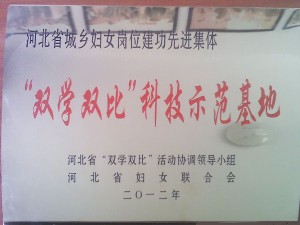 河北省城乡妇女岗位建功先进集体
“双学双比”科技示范基地
河北省“双学双比”活动协调领导小组
河北省妇女联合会
二〇一二年